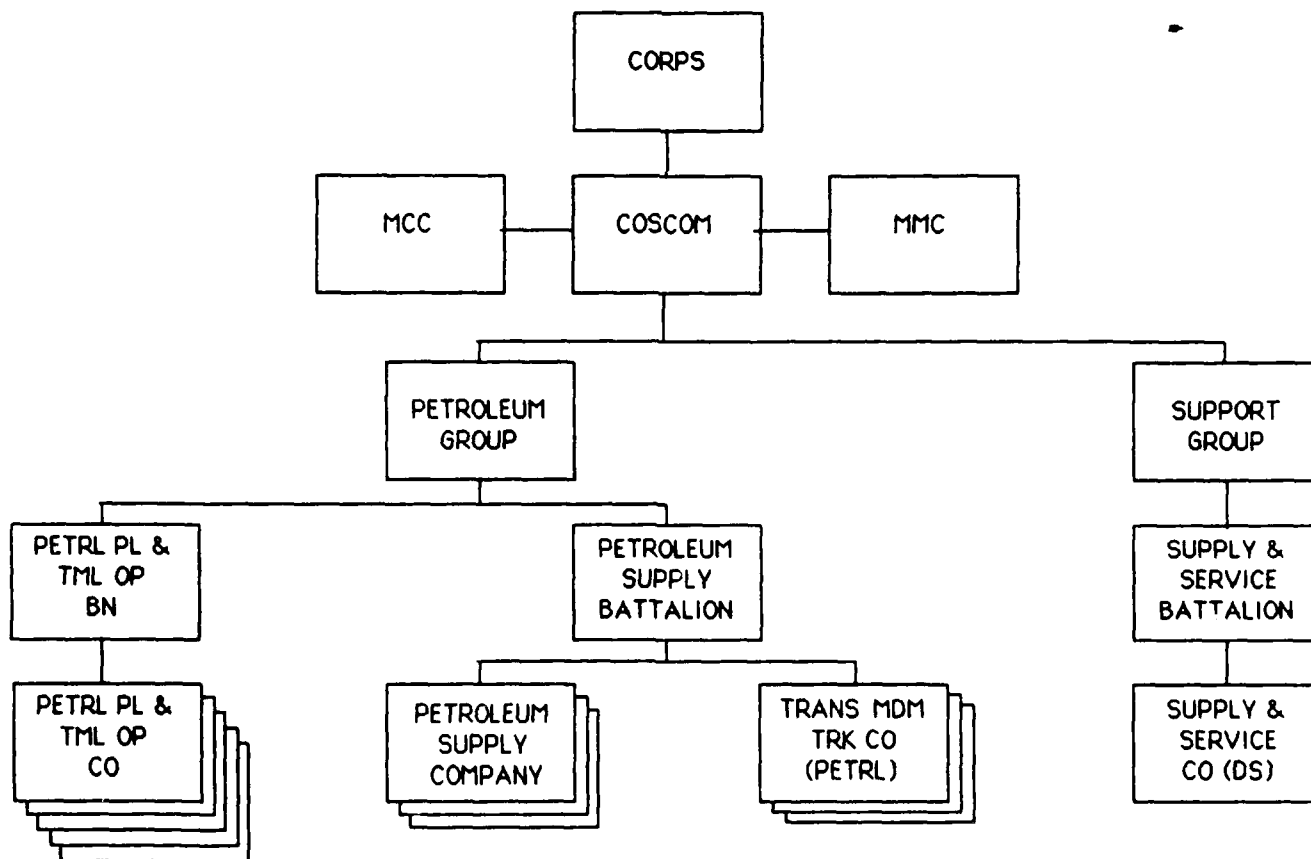 CORPS
MCC
COSCOM
MMC
PETROLEUM
GROUP
SUPPORT
GROUP
PETRL PL &
TML OP
BN
PETROLEUM
SUPPLY
BATTALION
SUPPLY &
SERVICE
BATTALION
PETRL PL &
TML OP
CO
PETROLEUM
SUPPLY
COMPANY
TRANS MDM
TRK CO
(PETRL)
SUPPLY &
SERVICE
CO (DS)